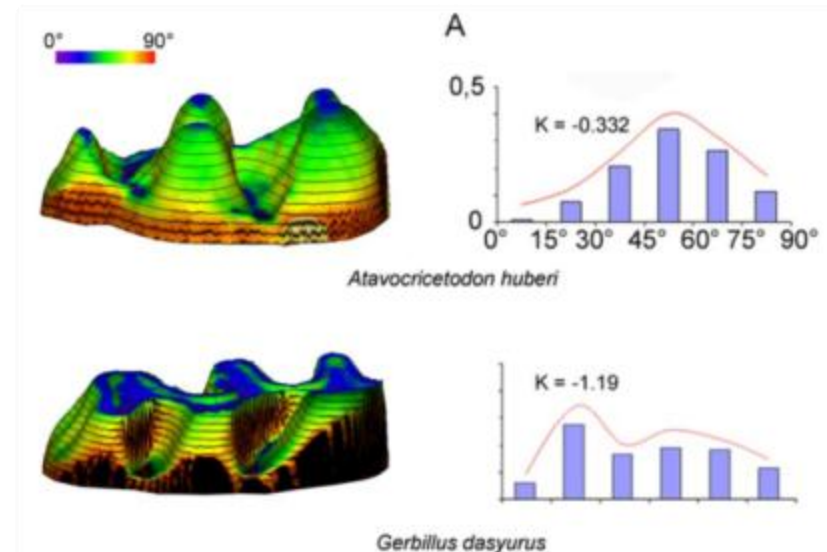 A
0° 90°
0,5
K = -0.332
0
0° 15° 30° 45° 60° 75° 90°
Atavocricetodon huberi
K = -1.19
Gerbillus dasyurus